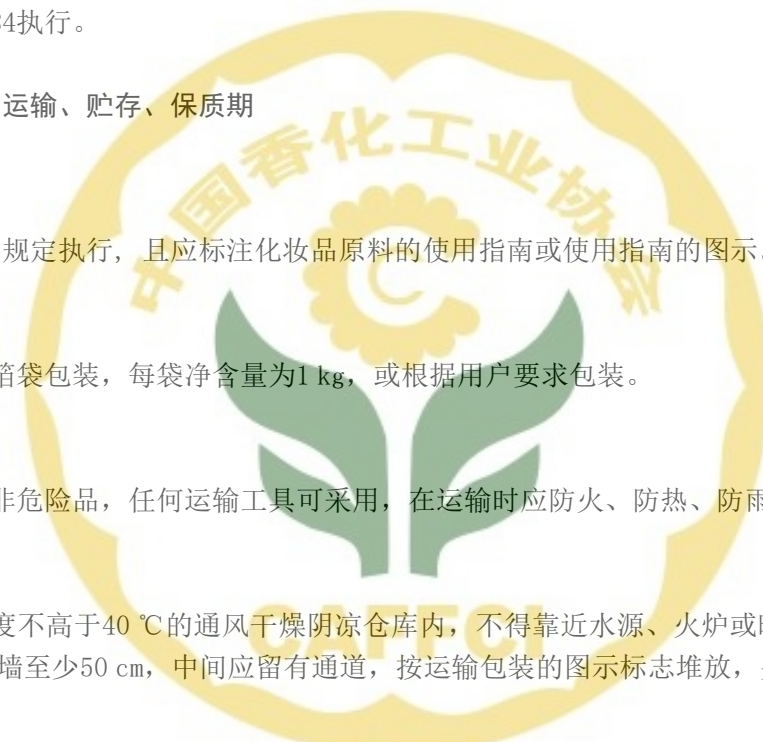 4执行。
运输、贮存、保质期
中国香化工业协会
规定执行, 且应标注化妆品原料的使用指南或使用指南的图示
箔袋包装，每袋净含量为1 kg，或根据用户要求包装。
非危险品，任何运输工具可采用，在运输时应防火、防热、防雨
度不高于40 ℃的通风干燥阴凉仓库内，不得靠近水源、火炉或
墙至少50 cm，中间应留有通道，按运输包装的图示标志堆放，
CAFFCI